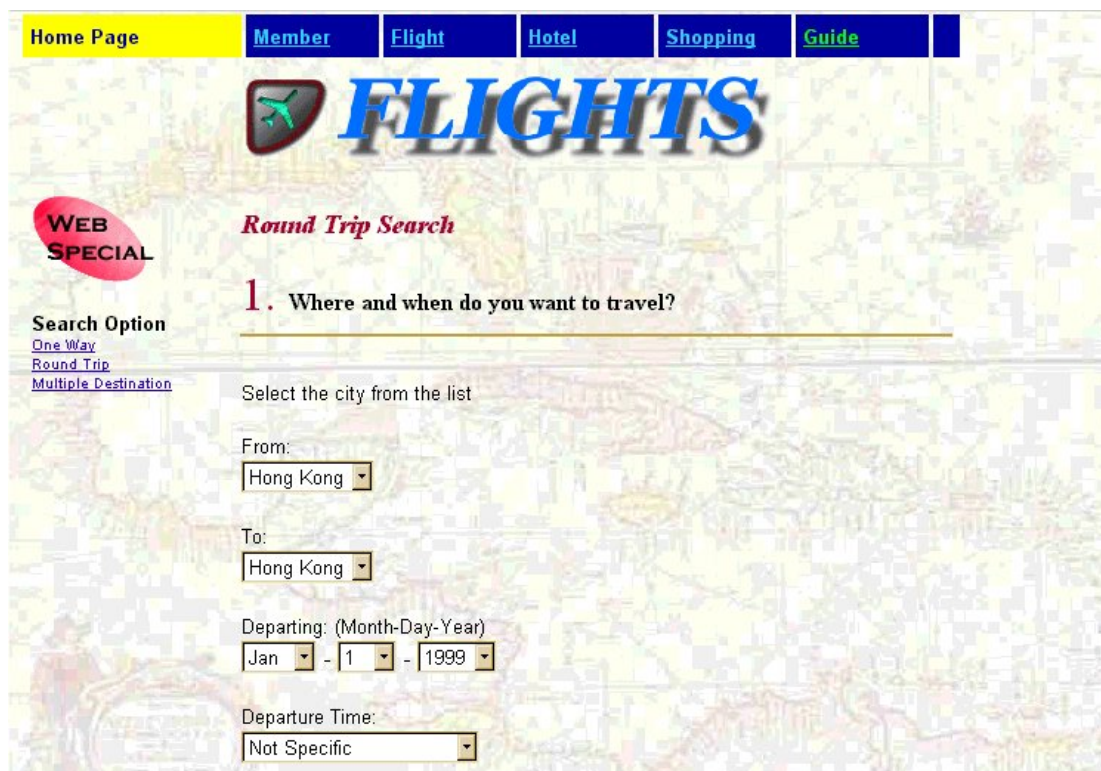 Home Page Member Flight Hotel Shopping Guide
FLIGHTS
WEB
SPECIAL
Search Option
One Way
Round Trip
Multiple Destination
Round Trip Search
1. Where and when do you want to travel?
Select the city from the list
From:
Hong Kong
To:
Hong Kong
Departing: (Month-Day-Year)
Jan - 1 - 1999
Departure Time:
Not Specific